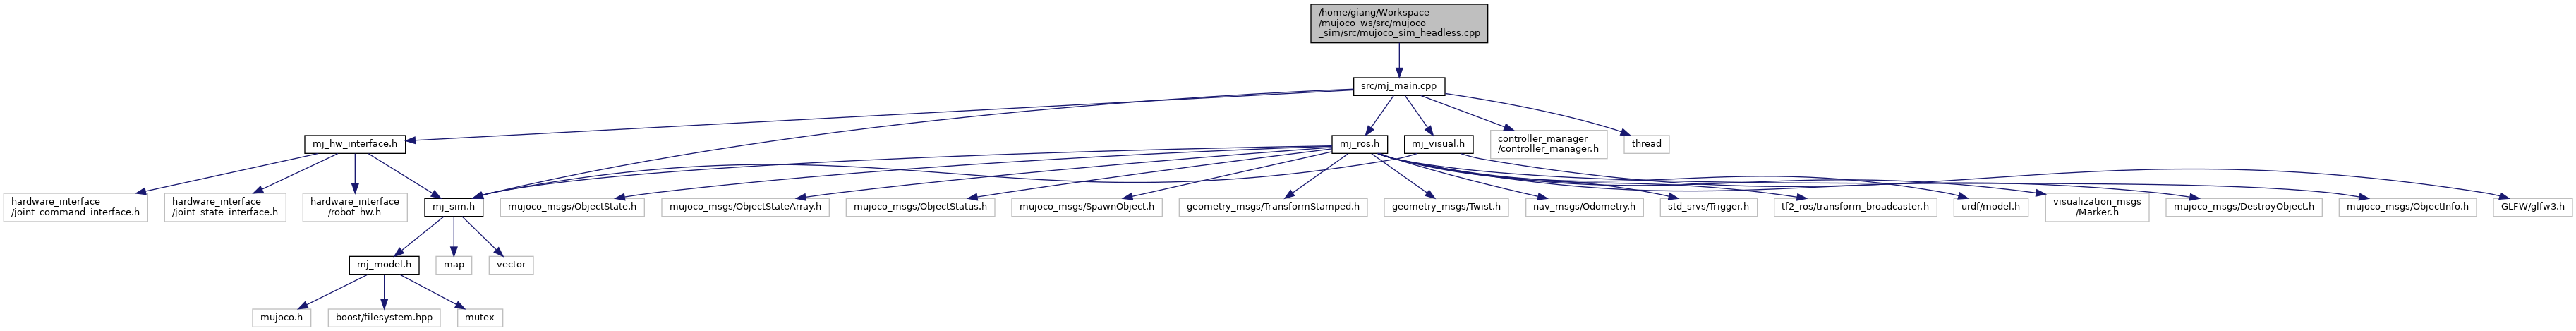 /home/giang/Workspace
/mujoco_ws/src/mujoco
_sim/src/mujoco_sim_headless.cpp
src/mj_main.cpp
mj_hw_interface.h
mj_ros.h
mj_visual.h
controller_manager
/controller_manager.h
thread
hardware_interface
/joint_command_interface.h
hardware_interface
/joint_state_interface.h
hardware_interface
/robot_hw.h
mj_sim.h
mujoco_msgs/ObjectState.h
mujoco_msgs/ObjectStateArray.h
mujoco_msgs/ObjectStatus.h
mujoco_msgs/SpawnObject.h
geometry_msgs/TransformStamped.h
geometry_msgs/Twist.h
nav_msgs/Odometry.h
std_srvs/Trigger.h
tf2_ros/transform_broadcaster.h
urdf/model.h
visualization_msgs
/Marker.h
mujoco_msgs/DestroyObject.h
mujoco_msgs/ObjectInfo.h
GLFW/glfw3.h
mj_model.h
map
vector
mujoco.h
boost/filesystem.hpp
mutex